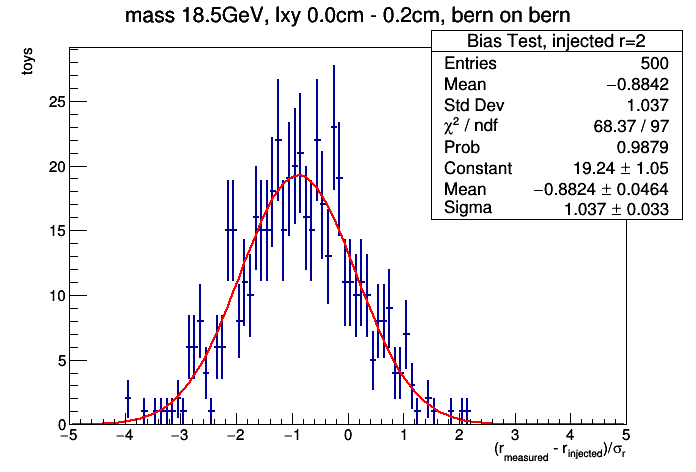 mass 18.5GeV, lxy 0.0cm - 0.2cm, bern on bern
Bias Test, injected r=2
Entries 500
Mean −0.8842
Std Dev 1.037
χ² / ndf 68.37 / 97
Prob 0.9879
Constant 19.24 ± 1.05
Mean −0.8824 ± 0.0464
Sigma 1.037 ± 0.033
toys
25
20
15
10
5
0
−5 −4 −3 −2 −1 0 1 2 3 4 5
(r_measured - r_injected)/σ_r